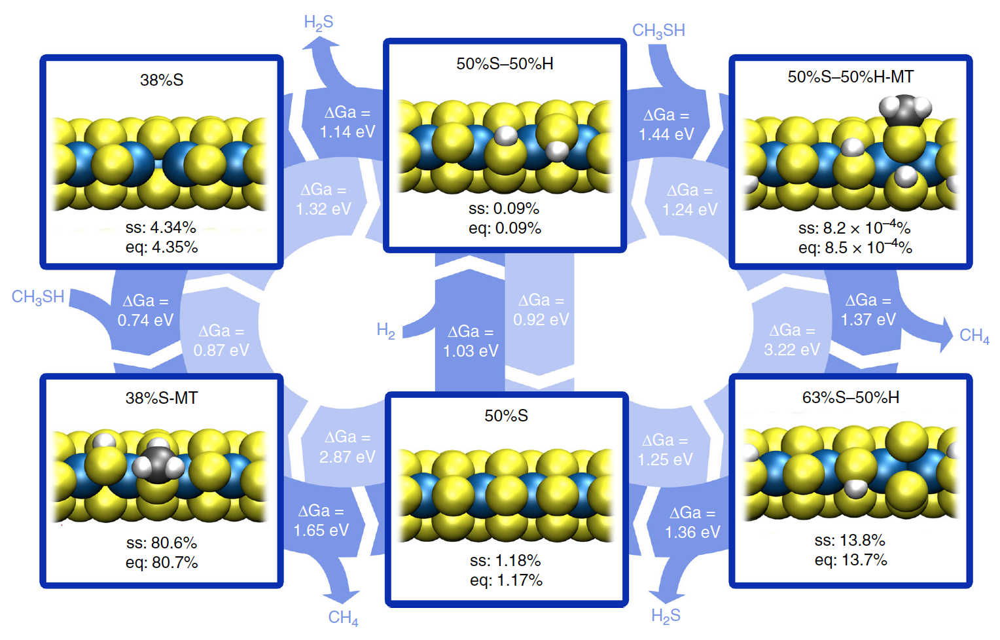 H₂S
CH₃SH
38%S
ss: 4.34%
eq: 4.35%
ΔGa =
1.14 eV
ΔGa =
1.32 eV
50%S–50%H
ss: 0.09%
eq: 0.09%
ΔGa =
1.44 eV
ΔGa =
1.24 eV
50%S–50%H-MT
ss: 8.2 × 10⁻⁴%
eq: 8.5 × 10⁻⁴%
CH₃SH
ΔGa =
0.74 eV
ΔGa =
0.87 eV
H₂
ΔGa =
1.03 eV
ΔGa =
0.92 eV
ΔGa =
3.22 eV
ΔGa =
1.37 eV
CH₄
38%S-MT
ss: 80.6%
eq: 80.7%
ΔGa =
2.87 eV
ΔGa =
1.65 eV
50%S
ss: 1.18%
eq: 1.17%
ΔGa =
1.25 eV
ΔGa =
1.36 eV
63%S–50%H
ss: 13.8%
eq: 13.7%
CH₄
H₂S